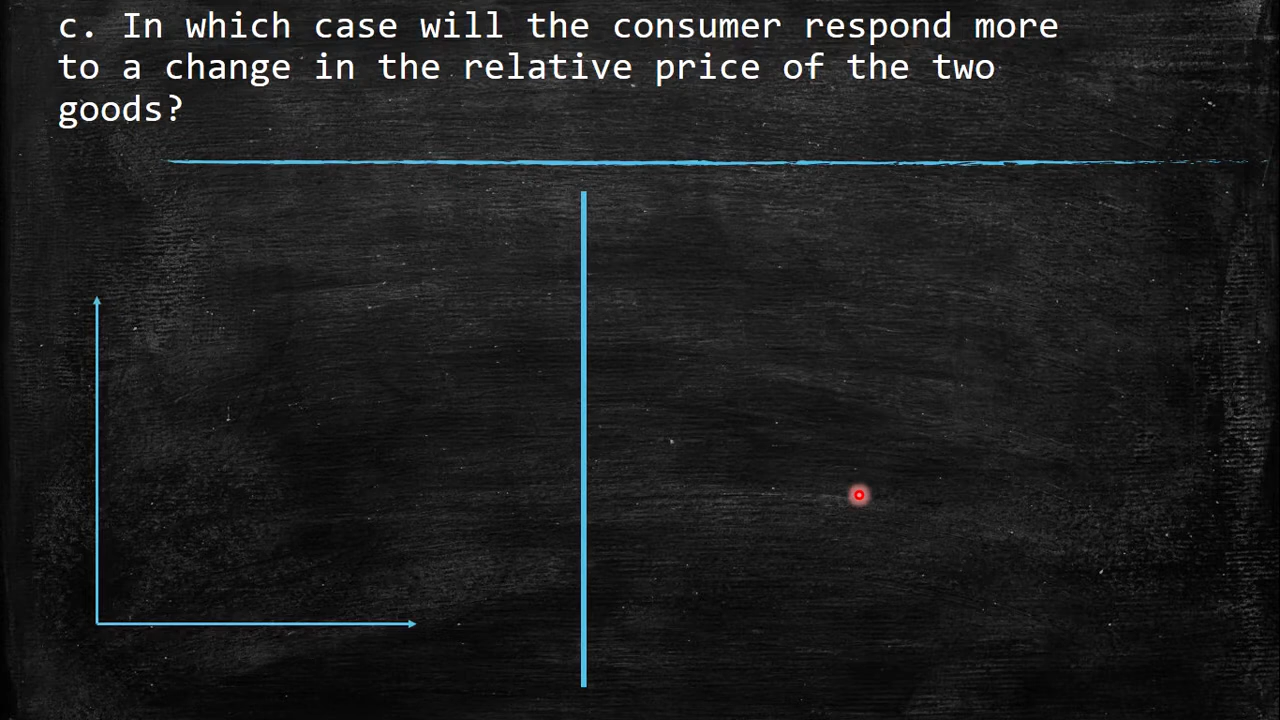 c. In which case will the consumer respond more
to a change in the relative price of the two
goods?